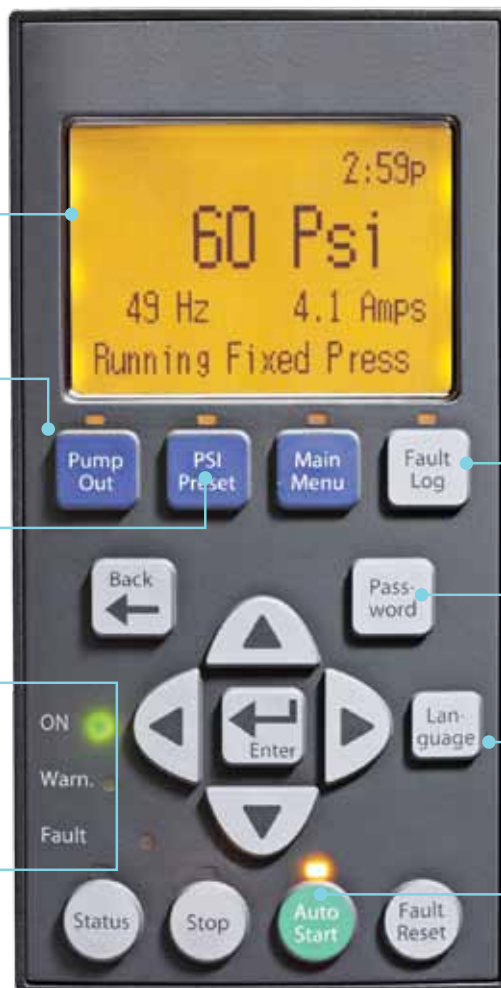 2:59p
60 Psi
49 Hz 4.1 Amps
Running Fixed Press
Pump
Out
PSI
Preset
Main
Menu
Fault
Log
Back
Pass-
word
Enter
Lan-
guage
ON
Warn.
Fault
Status
Stop
Auto
Start
Fault
Reset